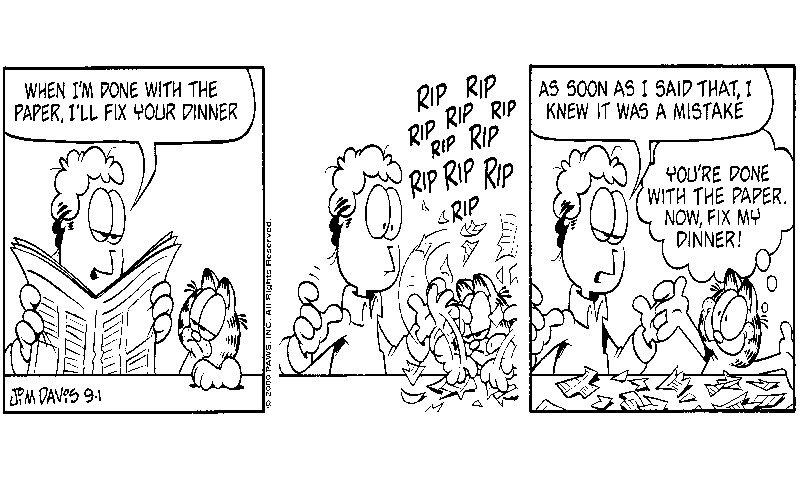 WHEN I'M DONE WITH THE
PAPER, I'LL FIX YOUR DINNER
JIM DAVIS 9·1
© 2000 PAWS, INC. All Rights Reserved.
RIP RIP
RIP RIP RIP
RIP RIP
RIP RIP RIP
RIP
AS SOON AS I SAID THAT, I
KNEW IT WAS A MISTAKE
YOU'RE DONE
WITH THE PAPER.
NOW, FIX MY
DINNER!